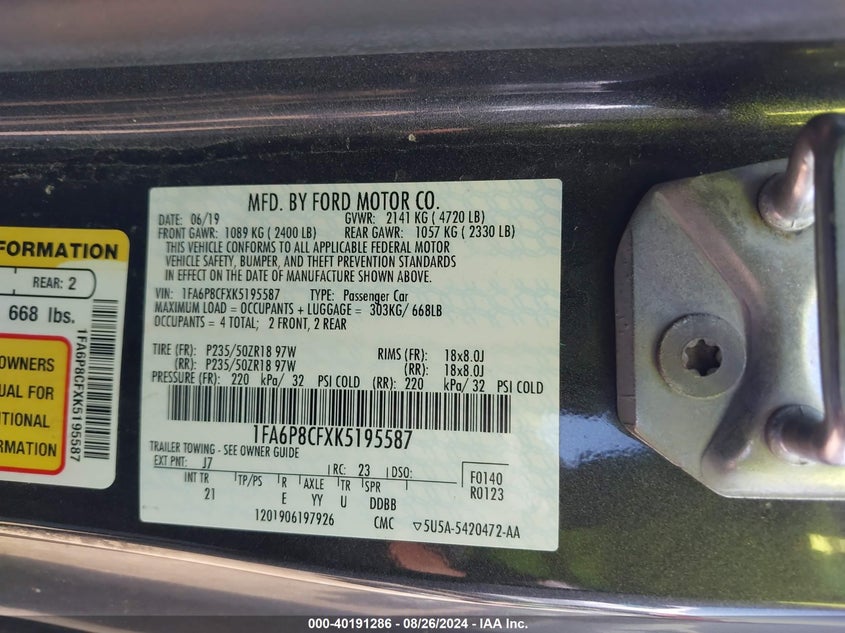 FORMATION
REAR: 2
668 lbs.
OWNERS
UAL FOR
ITIONAL
FORMATION
1FA6P8CFXK5195587
MFD. BY FORD MOTOR CO.
DATE: 06/19 GVWR: 2141 KG ( 4720 LB)
FRONT GAWR: 1089 KG ( 2400 LB) REAR GAWR: 1057 KG ( 2330 LB)
THIS VEHICLE CONFORMS TO ALL APPLICABLE FEDERAL MOTOR
VEHICLE SAFETY, BUMPER, AND THEFT PREVENTION STANDARDS
IN EFFECT ON THE DATE OF MANUFACTURE SHOWN ABOVE.
VIN: 1FA6P8CFXK5195587 TYPE: Passenger Car
MAXIMUM LOAD = OCCUPANTS + LUGGAGE = 303KG/ 668LB
OCCUPANTS = 4 TOTAL; 2 FRONT, 2 REAR
TIRE (FR): P235/50ZR18 97W RIMS (FR): 18x8.0J
(RR): P235/50ZR18 97W (RR): 18x8.0J
PRESSURE (FR): 220 kPa/ 32 PSI COLD (RR): 220 kPa/ 32 PSI COLD
1FA6P8CFXK5195587
TRAILER TOWING - SEE OWNER GUIDE
EXT PNT: J7 RC: 23 DSO: F0140
INT TR TP/PS R AXLE TR SPR R0123
21 E YY U DDBB
1201906197926 CMC ▽5U5A-5420472-AA
000-40191286 - 08/26/2024 - IAA Inc.